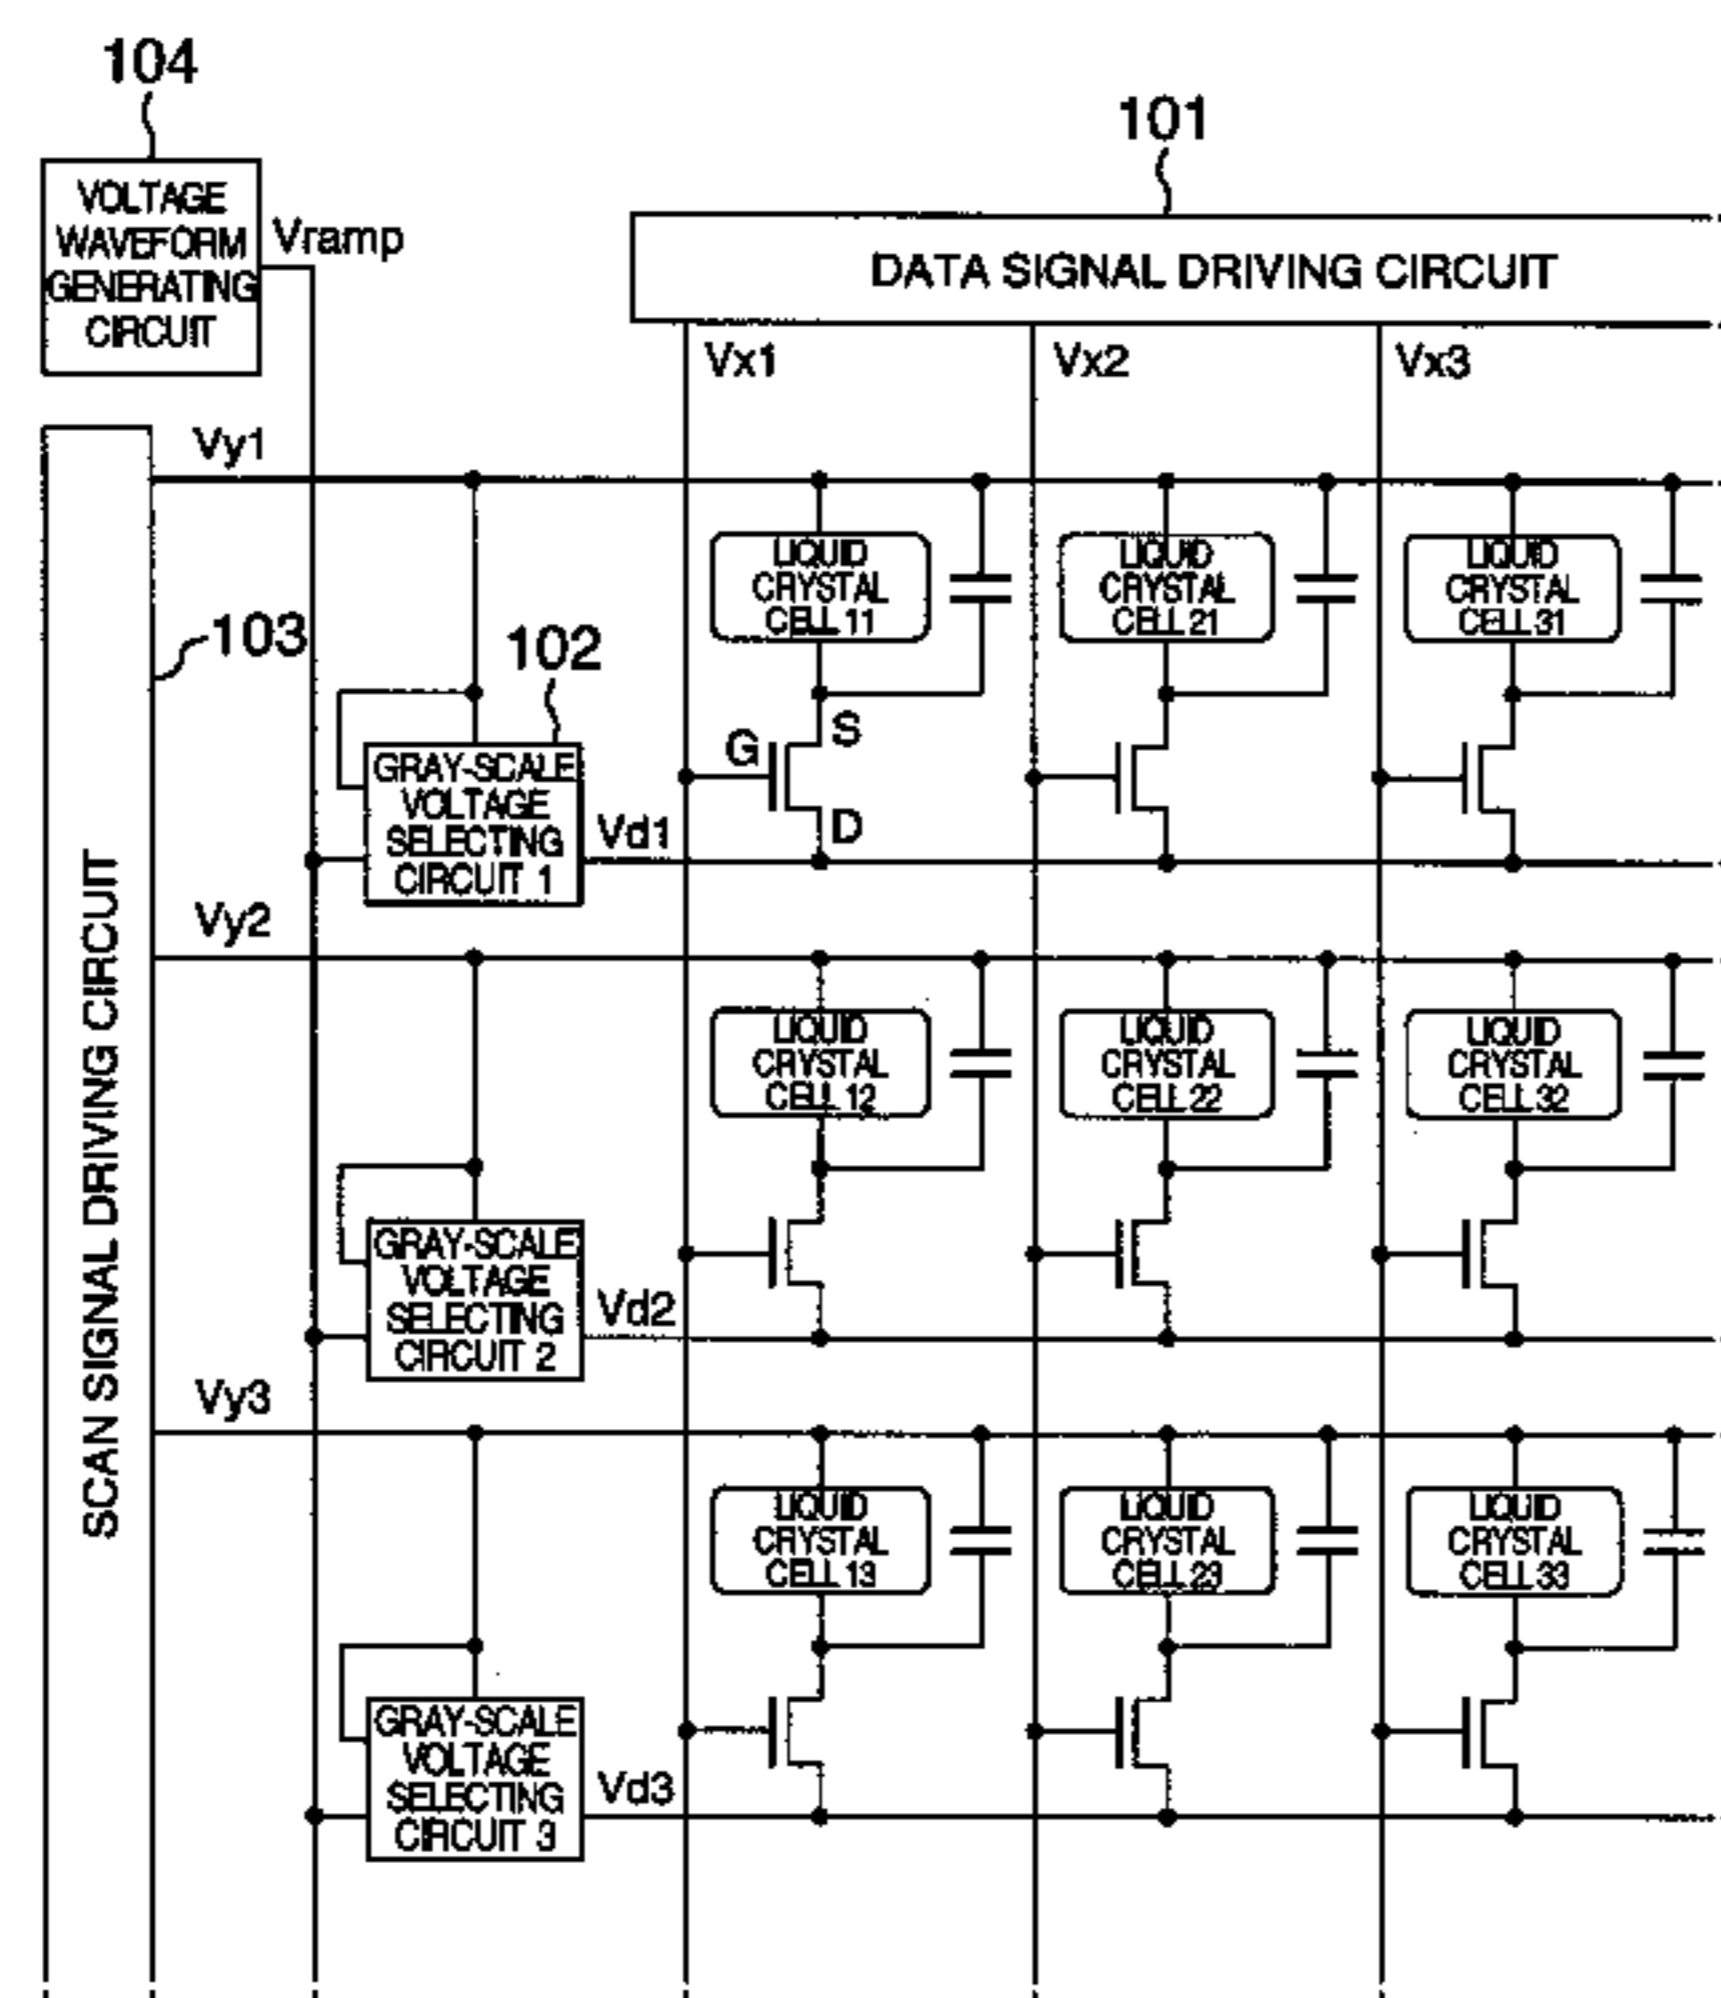 104
101
VOLTAGE
WAVEFORM
GENERATING
CIRCUIT
Vramp
DATA SIGNAL DRIVING CIRCUIT
Vx1
Vx2
Vx3
Vy1
LIQUID
CRYSTAL
CELL 11
LIQUID
CRYSTAL
CELL 21
LIQUID
CRYSTAL
CELL 31
103
102
G
S
D
GRAY-SCALE
VOLTAGE
SELECTING
CIRCUIT 1
Vd1
SCAN SIGNAL DRIVING CIRCUIT
Vy2
LIQUID
CRYSTAL
CELL 12
LIQUID
CRYSTAL
CELL 22
LIQUID
CRYSTAL
CELL 32
GRAY-SCALE
VOLTAGE
SELECTING
CIRCUIT 2
Vd2
Vy3
LIQUID
CRYSTAL
CELL 13
LIQUID
CRYSTAL
CELL 23
LIQUID
CRYSTAL
CELL 33
GRAY-SCALE
VOLTAGE
SELECTING
CIRCUIT 3
Vd3